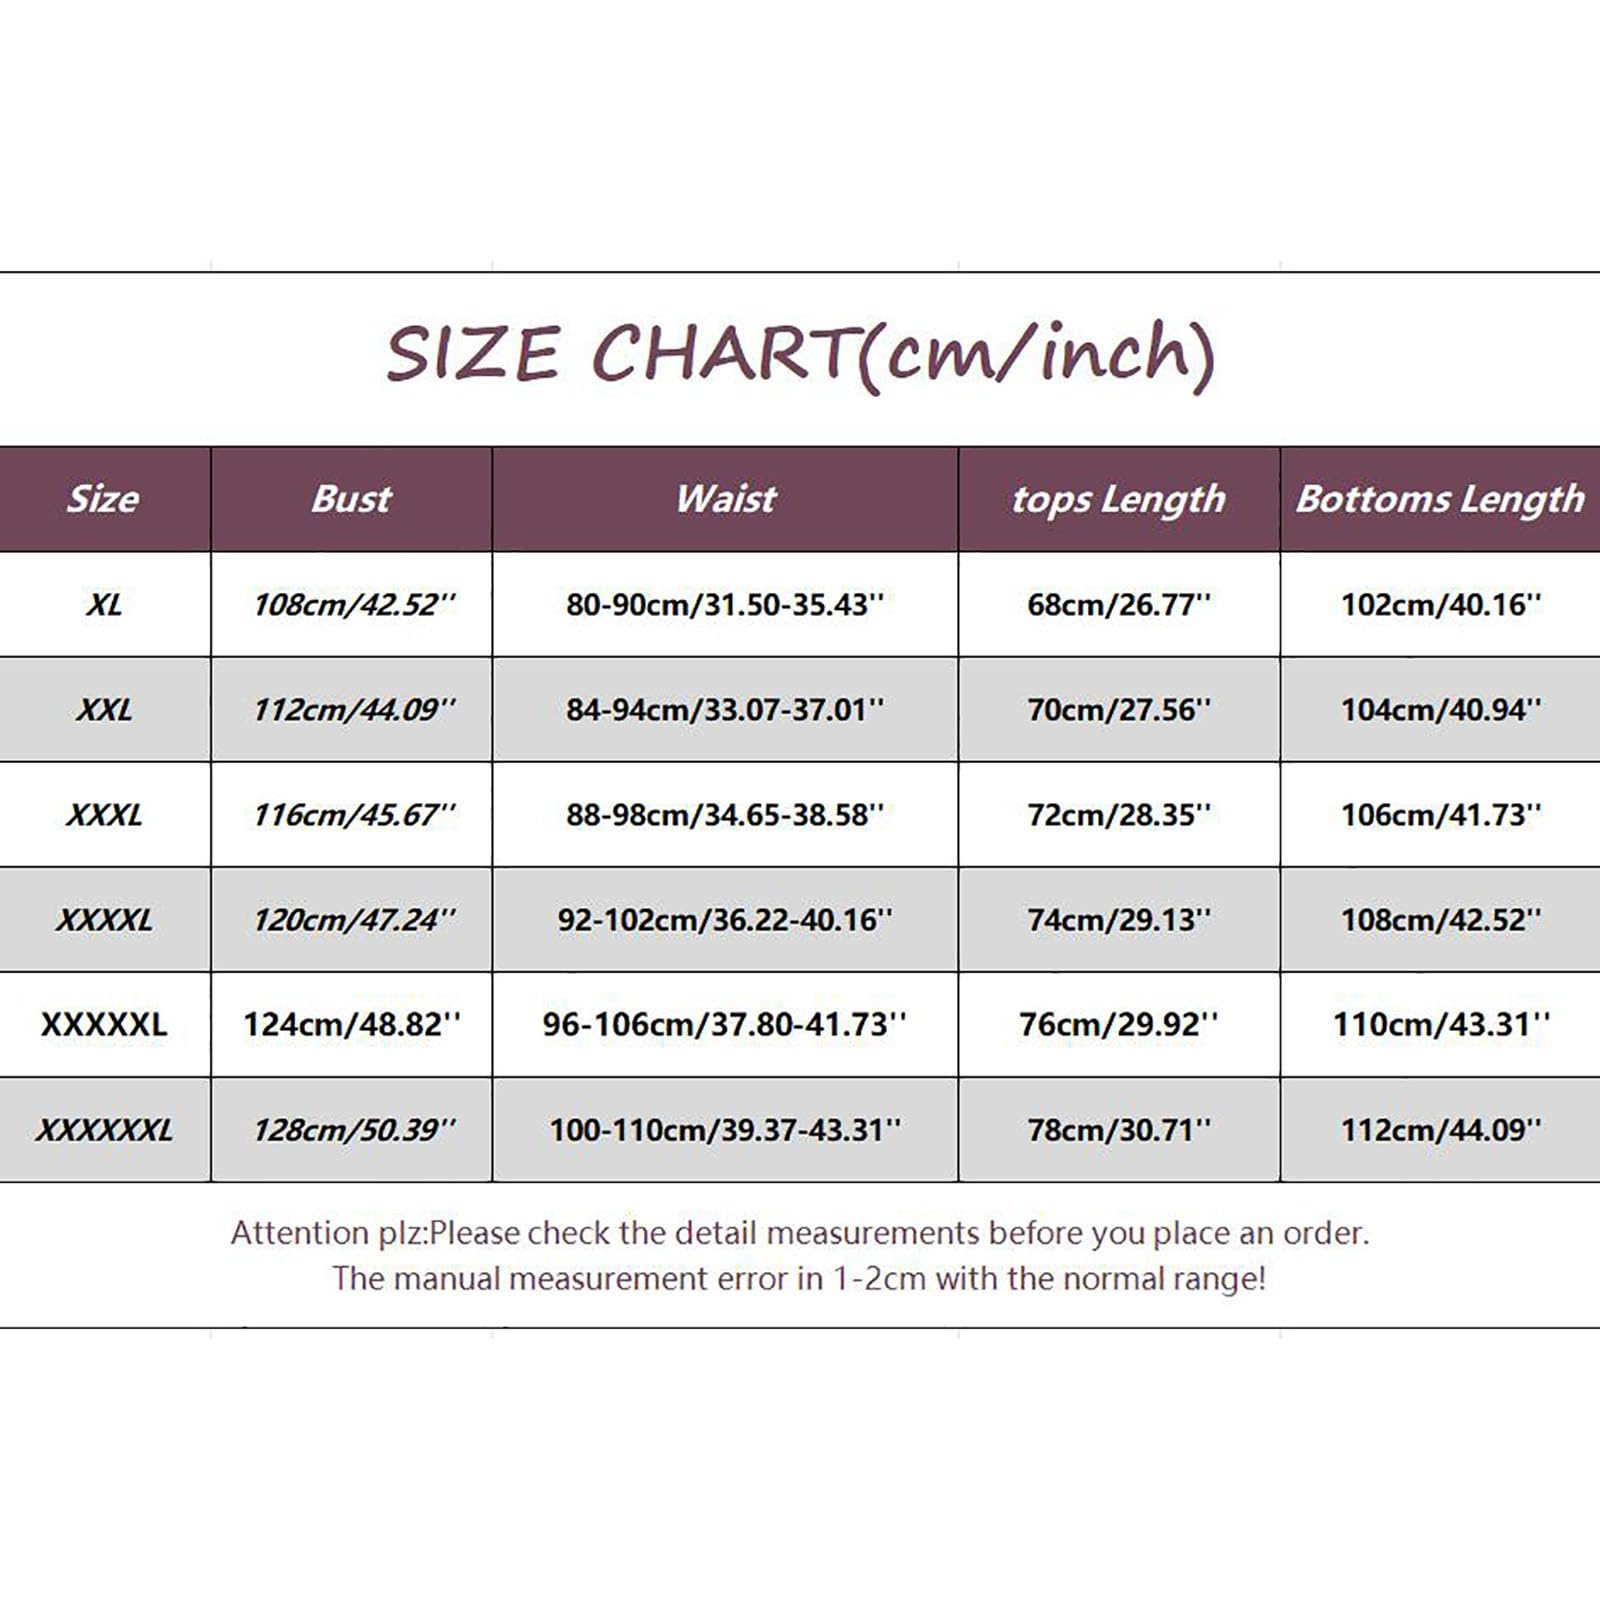 SIZE CHART(cm/inch)
Size Bust Waist tops Length Bottoms Length
XL 108cm/42.52'' 80-90cm/31.50-35.43'' 68cm/26.77'' 102cm/40.16''
XXL 112cm/44.09'' 84-94cm/33.07-37.01'' 70cm/27.56'' 104cm/40.94''
XXXL 116cm/45.67'' 88-98cm/34.65-38.58'' 72cm/28.35'' 106cm/41.73''
XXXXL 120cm/47.24'' 92-102cm/36.22-40.16'' 74cm/29.13'' 108cm/42.52''
XXXXXL 124cm/48.82'' 96-106cm/37.80-41.73'' 76cm/29.92'' 110cm/43.31''
XXXXXXL 128cm/50.39'' 100-110cm/39.37-43.31'' 78cm/30.71'' 112cm/44.09''
Attention plz:Please check the detail measurements before you place an order.
The manual measurement error in 1-2cm with the normal range!